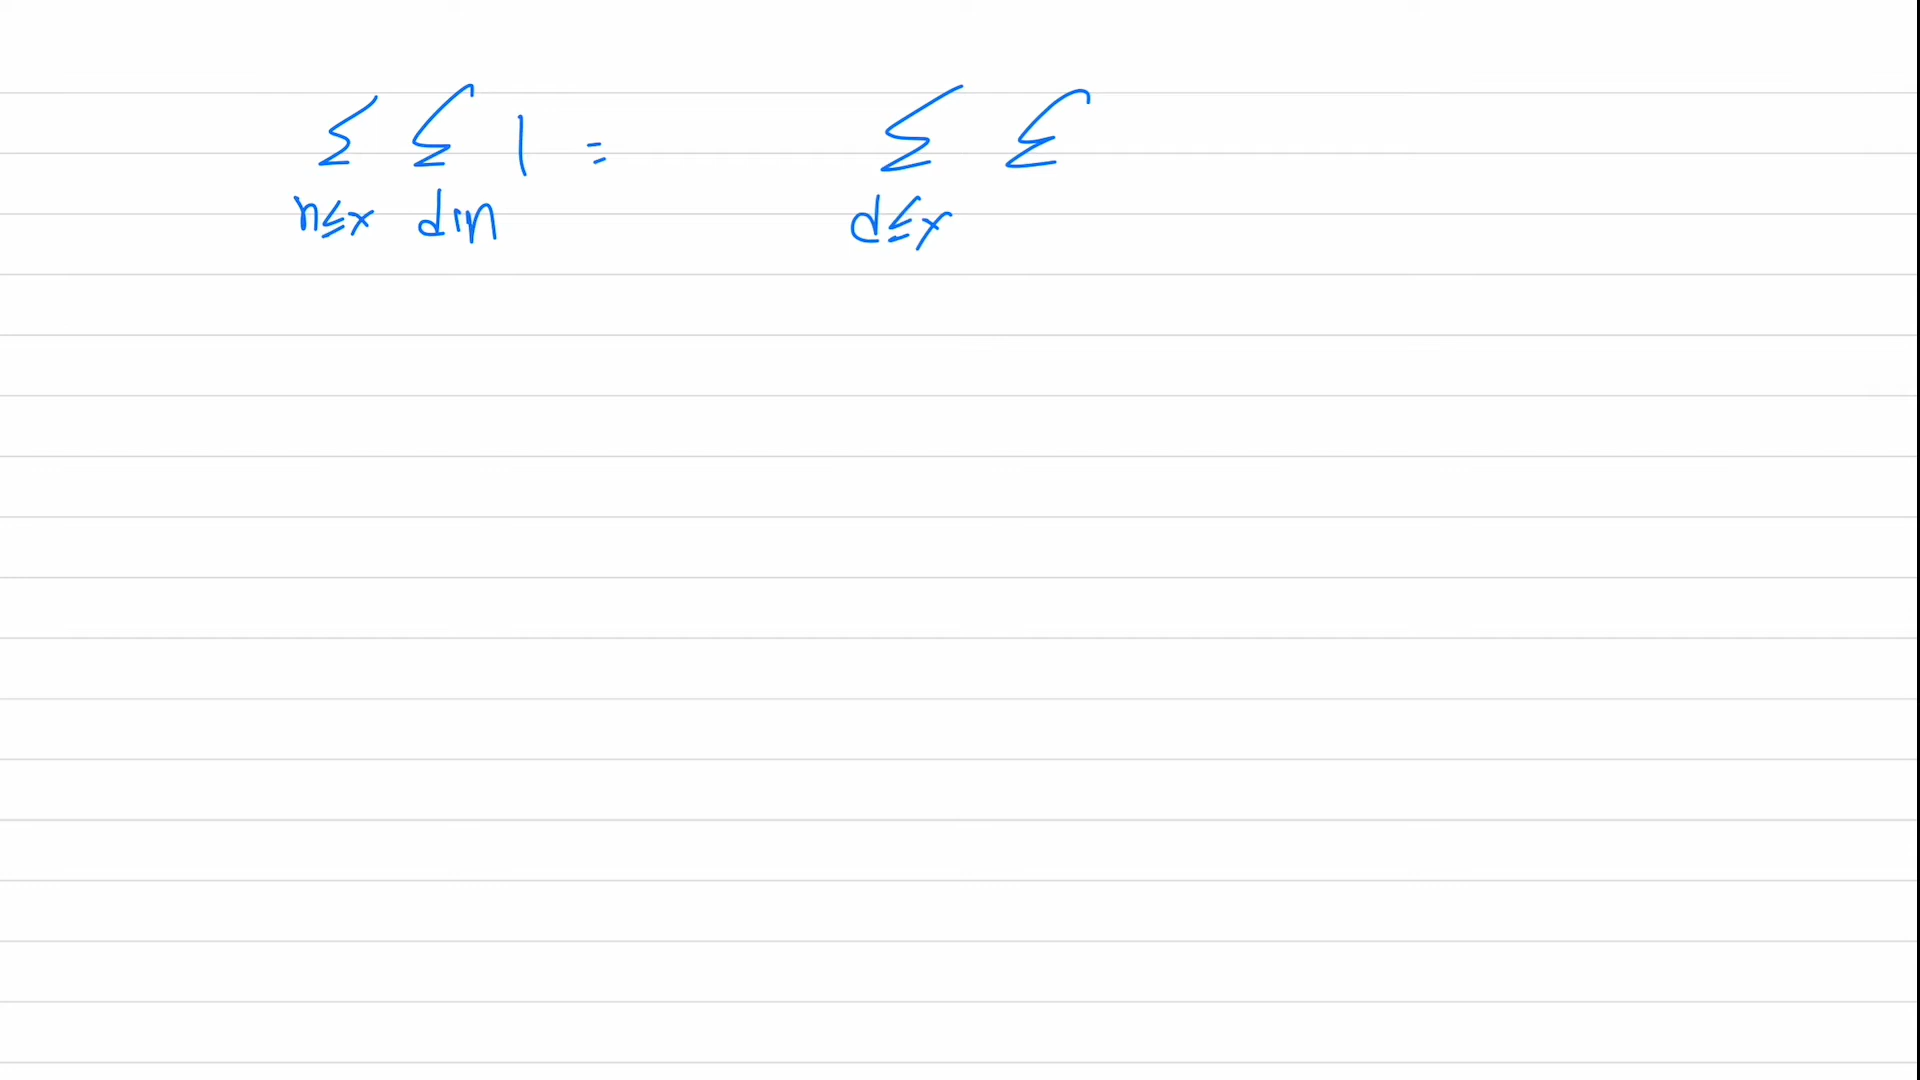 Σ Σ 1 = Σ Σ
n≤x d|n d≤x